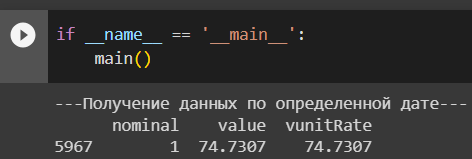 if __name__ == '__main__':
    main()
---Получение данных по определенной дате---
      nominal    value  vunitRate
5967        1  74.7307    74.7307